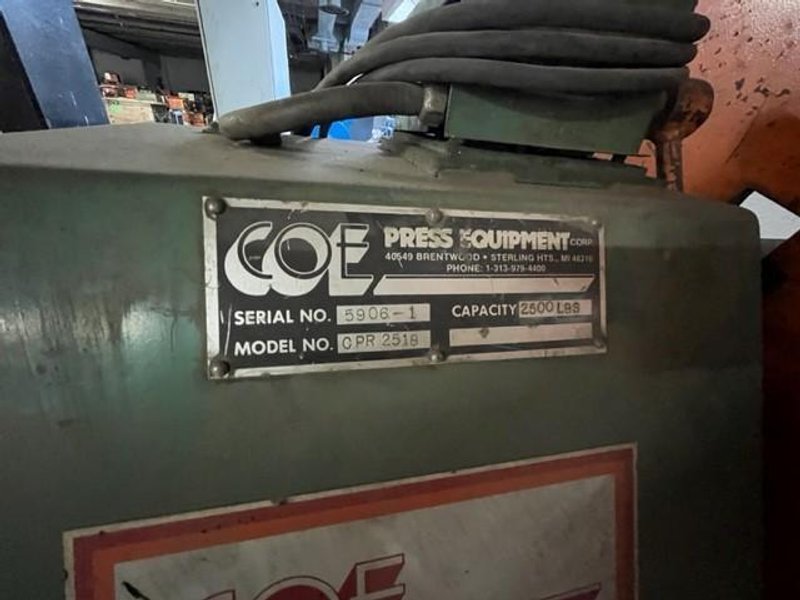 COE PRESS EQUIPMENT CORP.
40549 BRENTWOOD • STERLING HTS., MI 48310
PHONE: 1-313-979-4400
SERIAL NO. 5906-1 CAPACITY 2500 LBS
MODEL NO. CPR 2518
COE